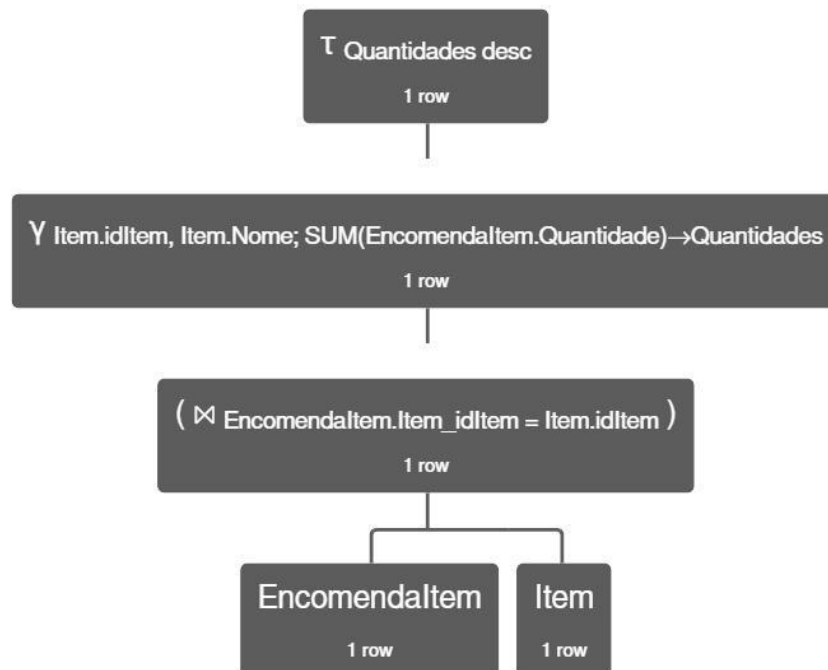 τ Quantidades desc
1 row
γ Item.idItem, Item.Nome; SUM(EncomendaItem.Quantidade)→Quantidades
1 row
( ⋈ EncomendaItem.Item_idItem = Item.idItem )
1 row
EncomendaItem
1 row
Item
1 row